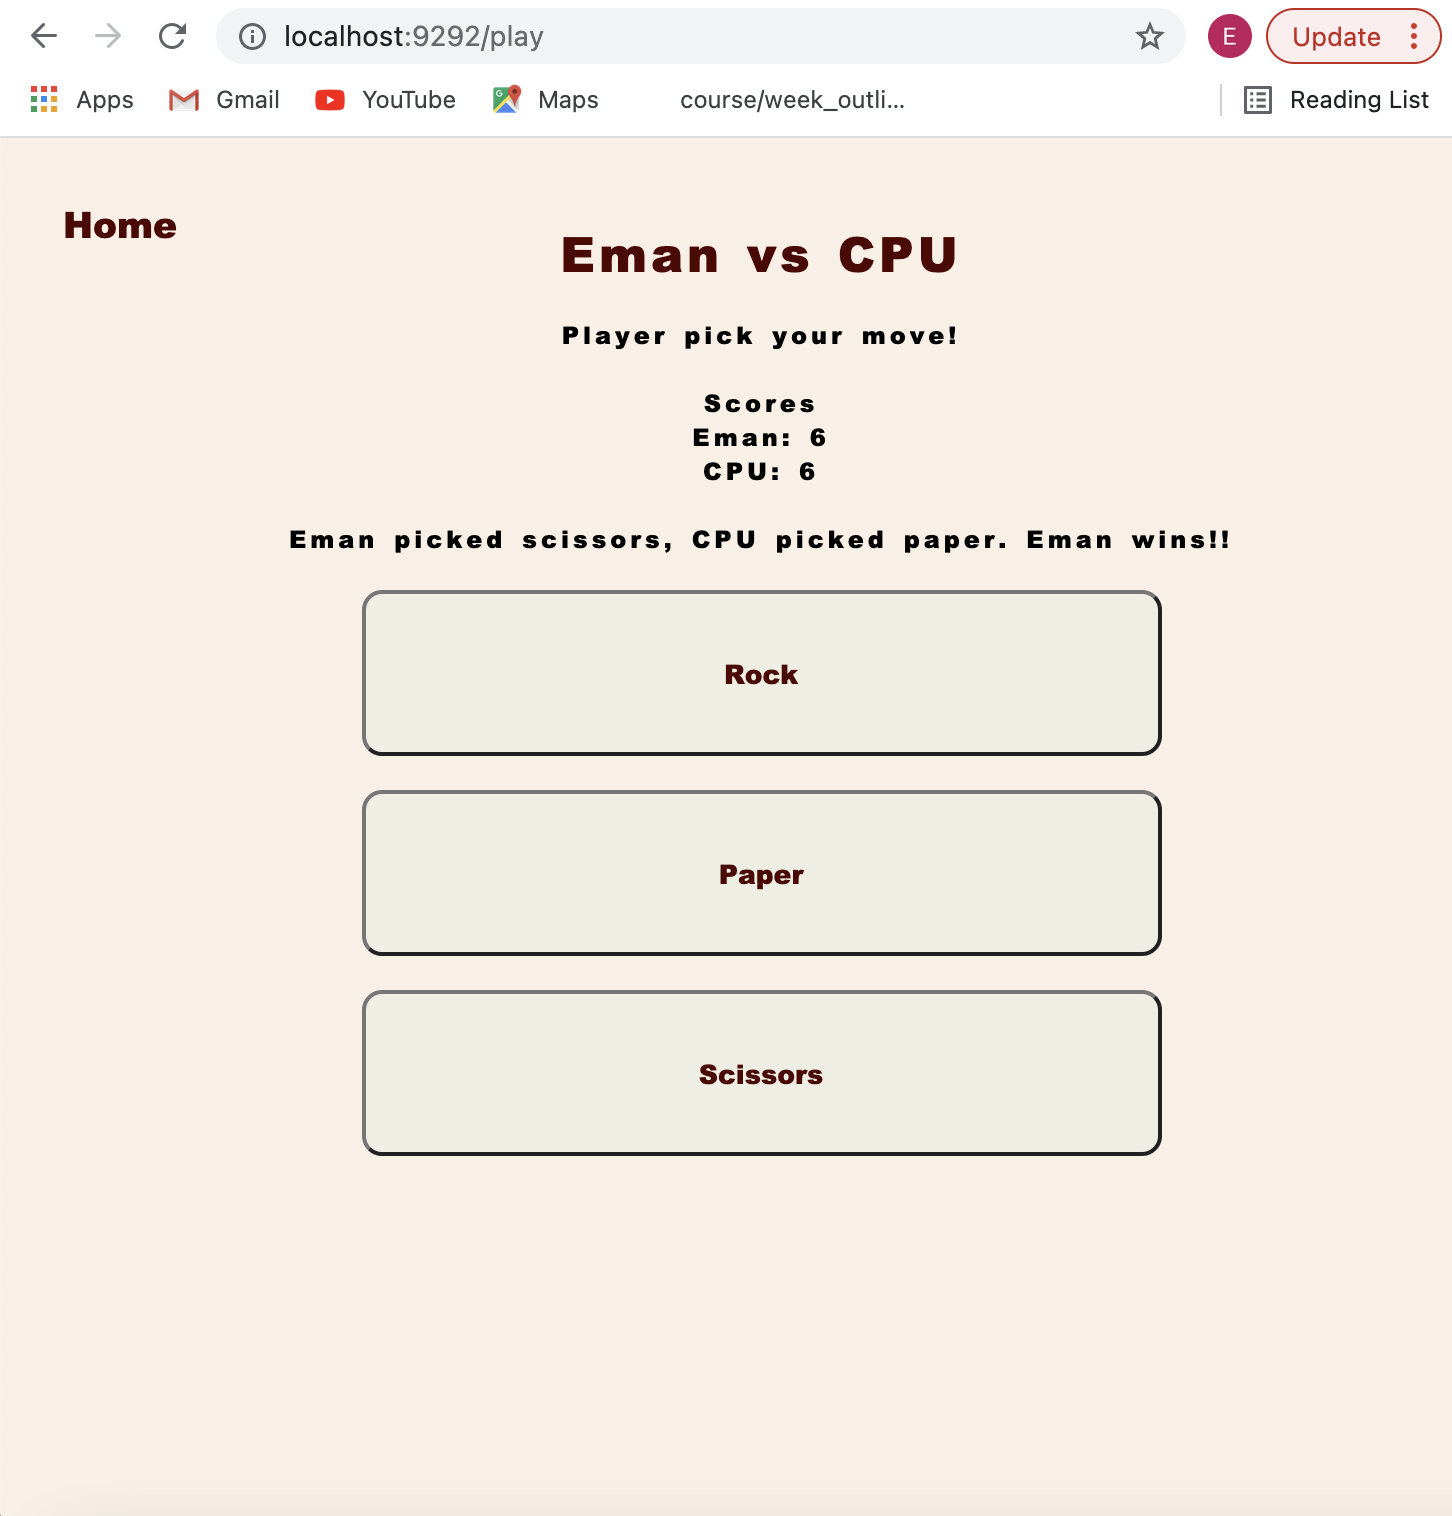 localhost:9292/play
E
Update
Apps
Gmail
YouTube
Maps
course/week_outli...
Reading List
Home
Eman vs CPU
Player pick your move!
Scores
Eman: 6
CPU: 6
Eman picked scissors, CPU picked paper. Eman wins!!
Rock
Paper
Scissors